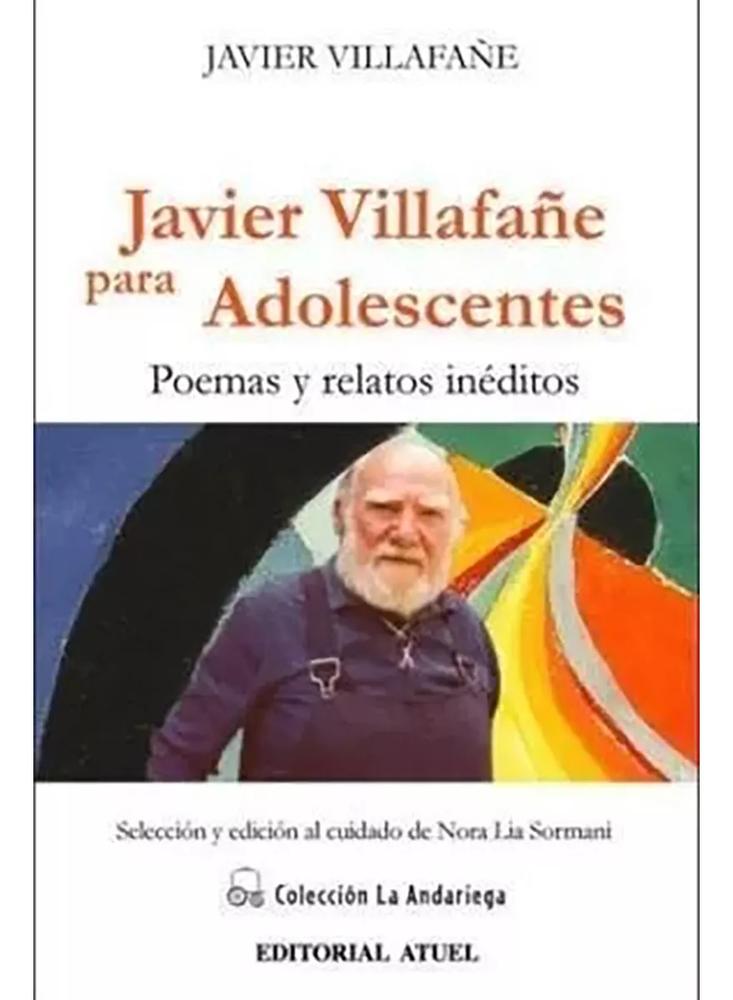 JAVIER VILLAFAÑE
Javier Villafañe
para Adolescentes
Poemas y relatos inéditos
Selección y edición al cuidado de Nora Lia Sormani
Colección La Andariega
EDITORIAL ATUEL